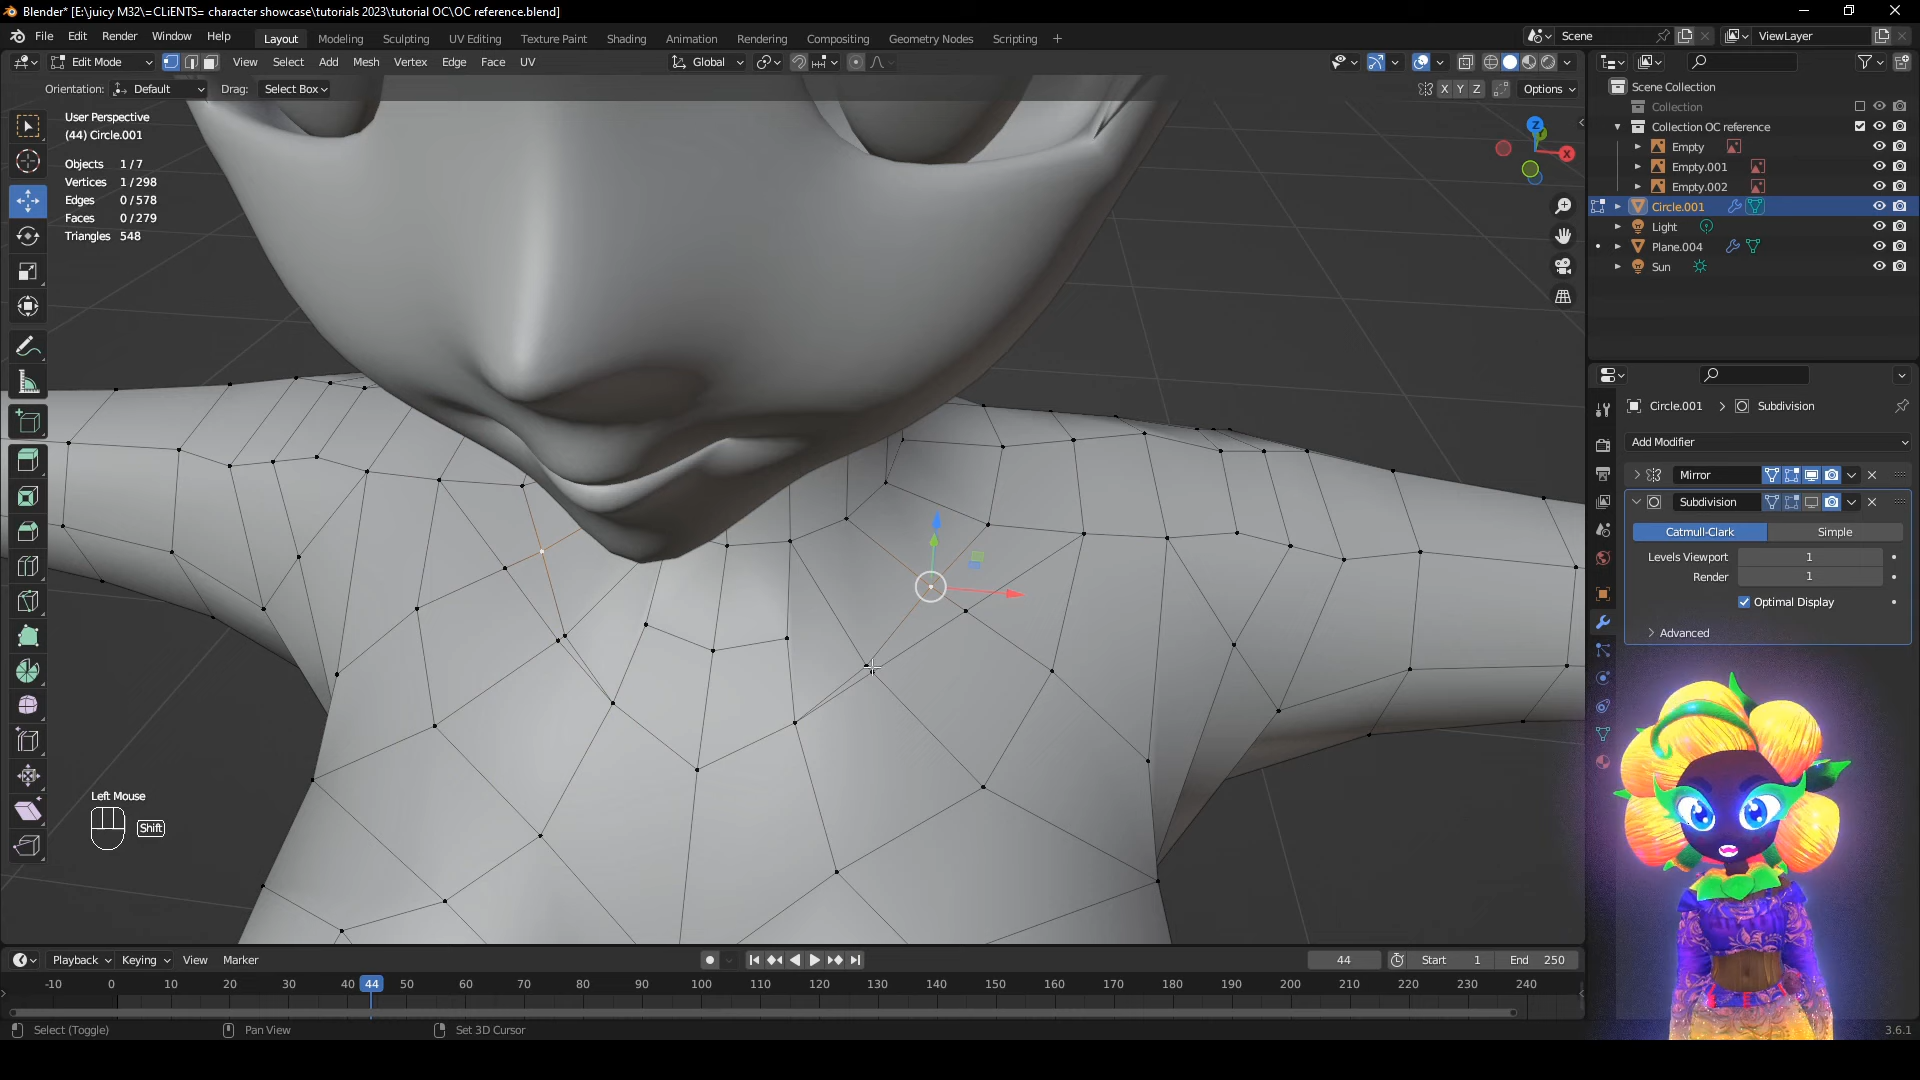 Blender* [E:\juicy M32\=CLiENTS= character showcase\tutorials 2023\tutorial OC\OC reference.blend]
File Edit Render Window Help Layout Modeling Sculpting UV Editing Texture Paint Shading Animation Rendering Compositing Geometry Nodes Scripting + Scene ViewLayer
Edit Mode View Select Add Mesh Vertex Edge Face UV Global
Orientation: Default Drag: Select Box X Y Z Options
Scene Collection
Collection
Collection OC reference
Empty
Empty.001
Empty.002
Circle.001
Light
Plane.004
Sun
User Perspective
(44) Circle.001
Objects 1/7
Vertices 1/298
Edges 0/578
Faces 0/279
Triangles 548
Z
X
Circle.001 > Subdivision
Add Modifier
Mirror
Subdivision
Catmull-Clark Simple
Levels Viewport 1
Render 1
Optimal Display
Advanced
Left Mouse
Shift
Playback Keying View Marker 44 Start 1 End 250
-10 0 10 20 30 40 44 50 60 70 80 90 100 110 120 130 140 150 160 170 180 190 200 210 220 230 240
Select (Toggle) Pan View Set 3D Cursor 3.6.1